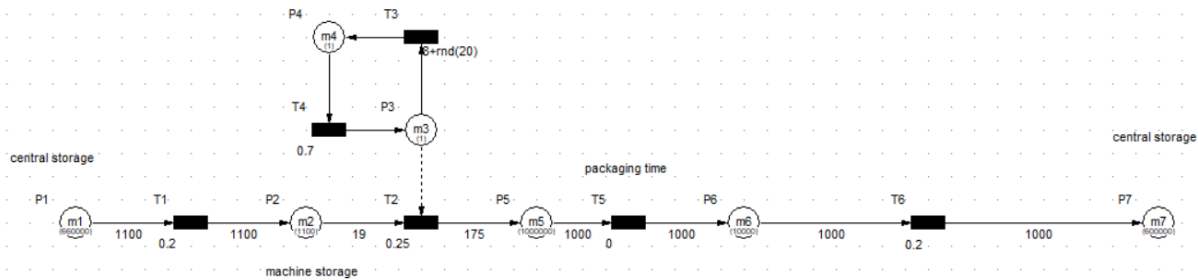 P4
T3
m4
(1)
8+rnd(20)
T4
P3
m3
(1)
0.7
central storage
central storage
packaging time
P1
T1
P2
T2
P5
T5
P6
T6
P7
m1
(660000)
1100
0.2
1100
m2
(1100)
19
0.25
175
m5
(1000000)
1000
0
1000
m6
(10000)
1000
0.2
1000
m7
(600000)
machine storage